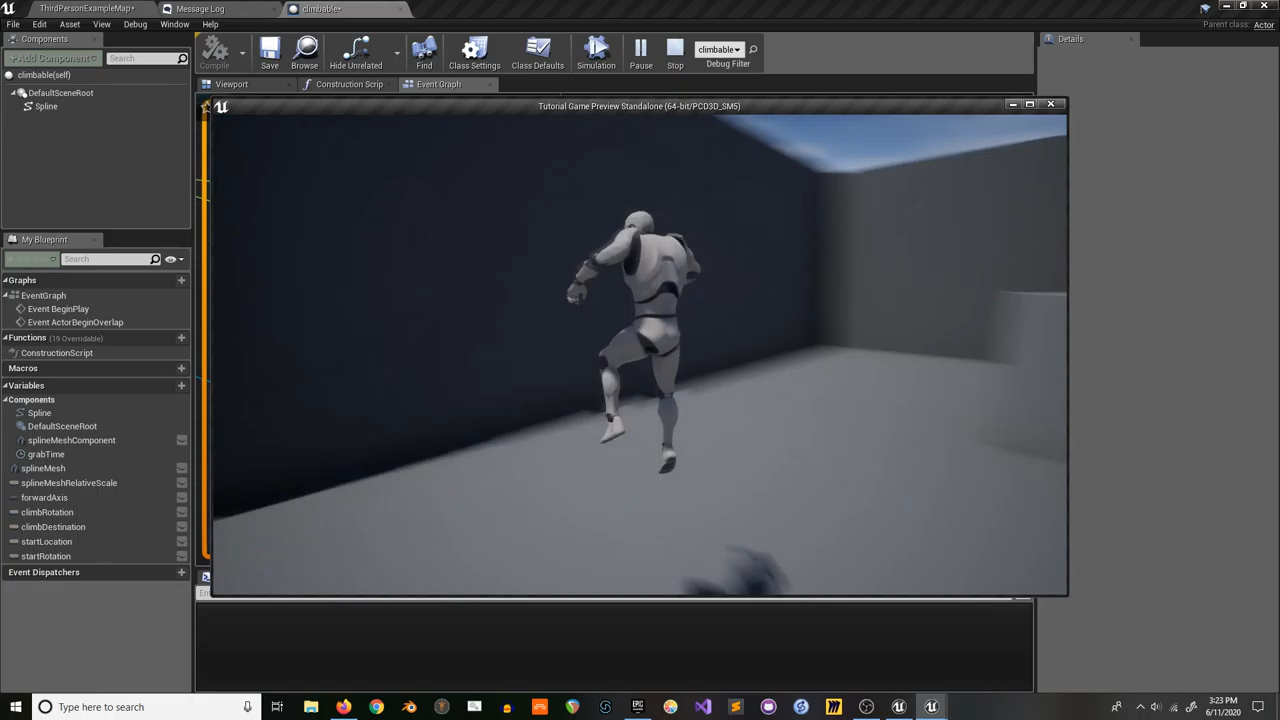 ThirdPersonExampleMap*
Message Log
climbable*
File
Edit
Asset
View
Debug
Window
Help
Parent class: Actor
Components
+ Add Component
Search
climbable(self)
DefaultSceneRoot
Spline
Compile
Save
Browse
Hide Unrelated
Find
Class Settings
Class Defaults
Simulation
Pause
Stop
climbable
Debug Filter
Details
Viewport
Construction Scrip
Event Graph
Tutorial Game Preview Standalone (64-bit/PCD3D_SM5)
My Blueprint
Search
Graphs
EventGraph
Event BeginPlay
Event ActorBeginOverlap
Functions (19 Overridable)
ConstructionScript
Macros
Variables
Components
Spline
DefaultSceneRoot
splineMeshComponent
grabTime
splineMesh
splineMeshRelativeScale
forwardAxis
climbRotation
climbDestination
startLocation
startRotation
Event Dispatchers
Type here to search
3:23 PM
6/11/2020